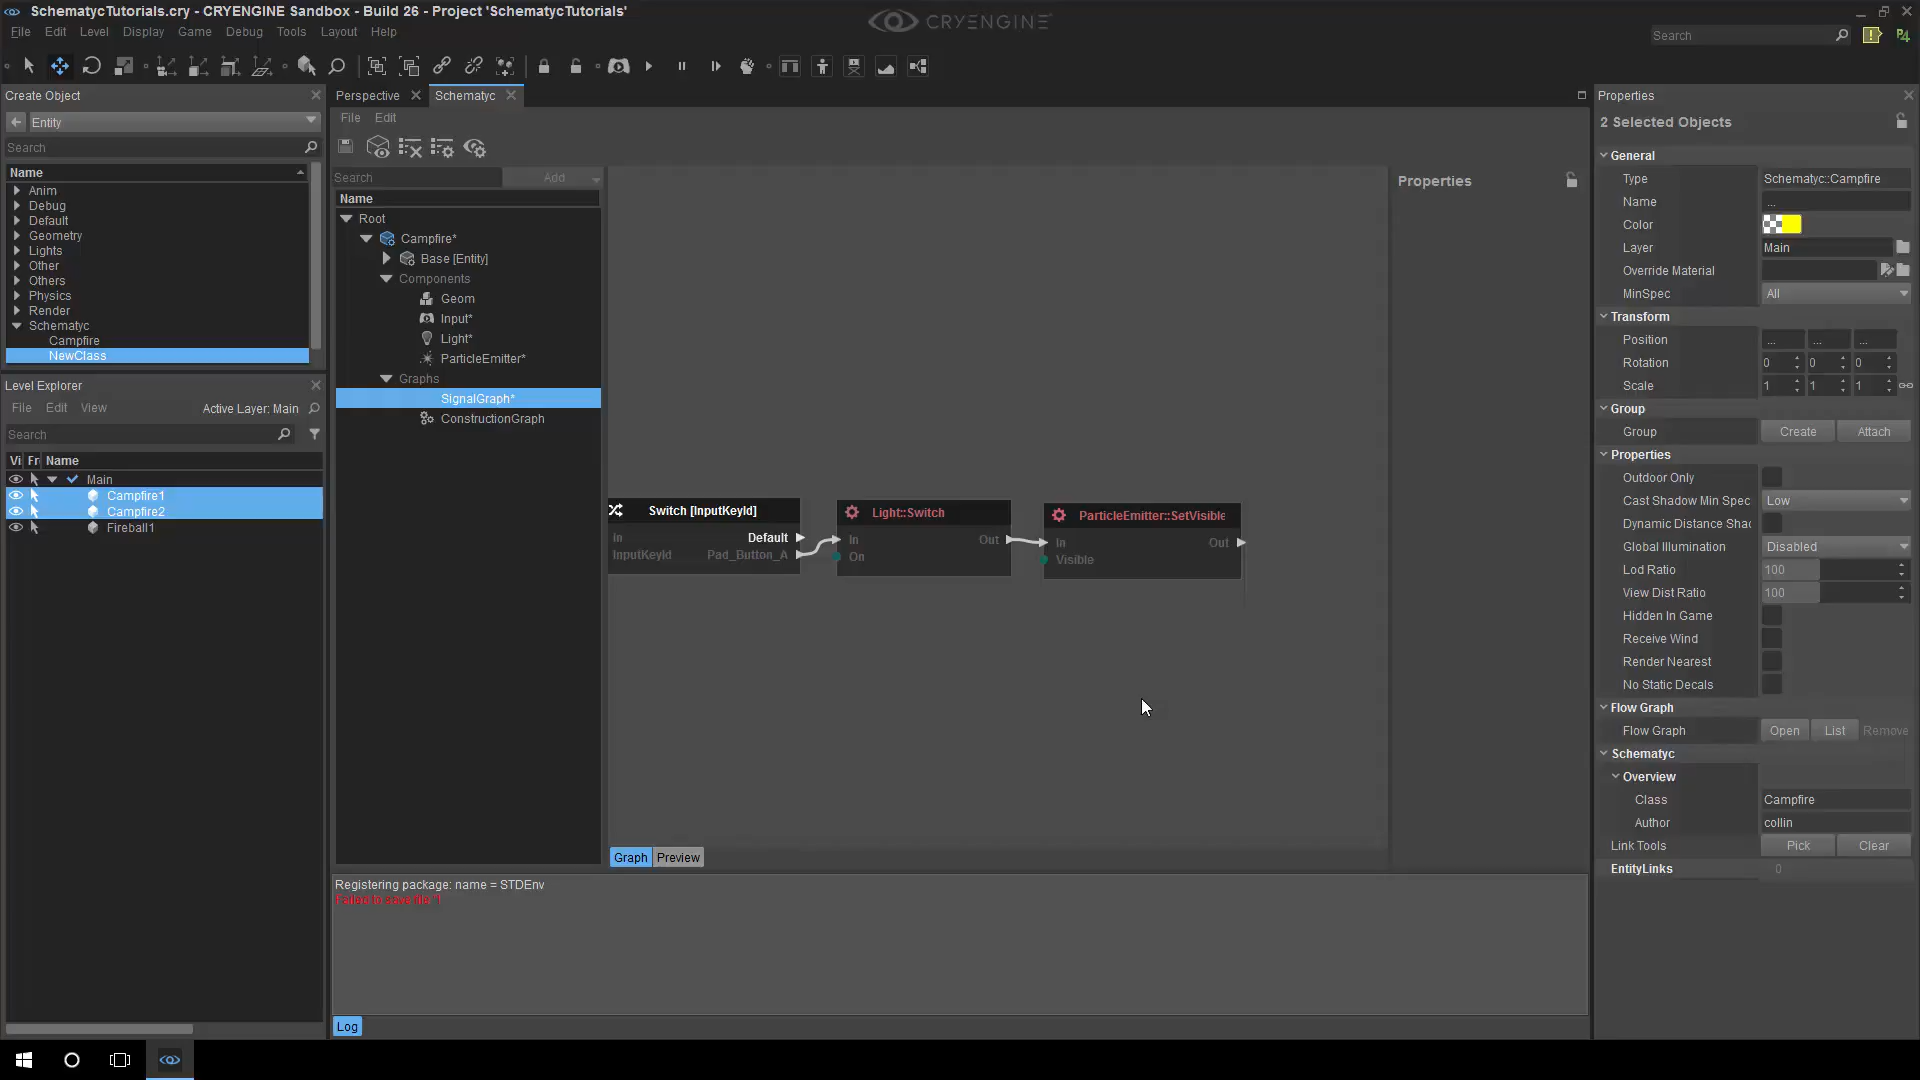 SchematycTutorials.cry - CRYENGINE Sandbox - Build 26 - Project 'SchematycTutorials'
CRYENGINE
File Edit Level Display Game Debug Tools Layout Help
Search
P4
Create Object
Entity
Search
Name
Anim
Debug
Default
Geometry
Lights
Other
Others
Physics
Render
Schematyc
Campfire
NewClass
Level Explorer
File Edit View Active Layer: Main
Search
Vi Fr Name
Main
Campfire1
Campfire2
Fireball1
Perspective Schematyc
File Edit
Search Add
Name
Root
Campfire*
Base [Entity]
Components
Geom
Input*
Light*
ParticleEmitter*
Graphs
SignalGraph*
ConstructionGraph
Switch [InputKeyId]
In Default
InputKeyId Pad_Button_A
Light::Switch
In Out
On
ParticleEmitter::SetVisible
In Out
Visible
Properties
Graph Preview
Registering package: name = STDEnv
Failed to save file ''!
Log
Properties
2 Selected Objects
General
Type Schematyc::Campfire
Name ...
Color
Layer Main
Override Material
MinSpec All
Transform
Position ... ... ...
Rotation 0 0 0
Scale 1 1 1
Group
Group Create Attach
Properties
Outdoor Only
Cast Shadow Min Spec Low
Dynamic Distance Shad
Global Illumination Disabled
Lod Ratio 100
View Dist Ratio 100
Hidden In Game
Receive Wind
Render Nearest
No Static Decals
Flow Graph
Flow Graph Open List Remove
Schematyc
Overview
Class Campfire
Author collin
Link Tools Pick Clear
EntityLinks 0